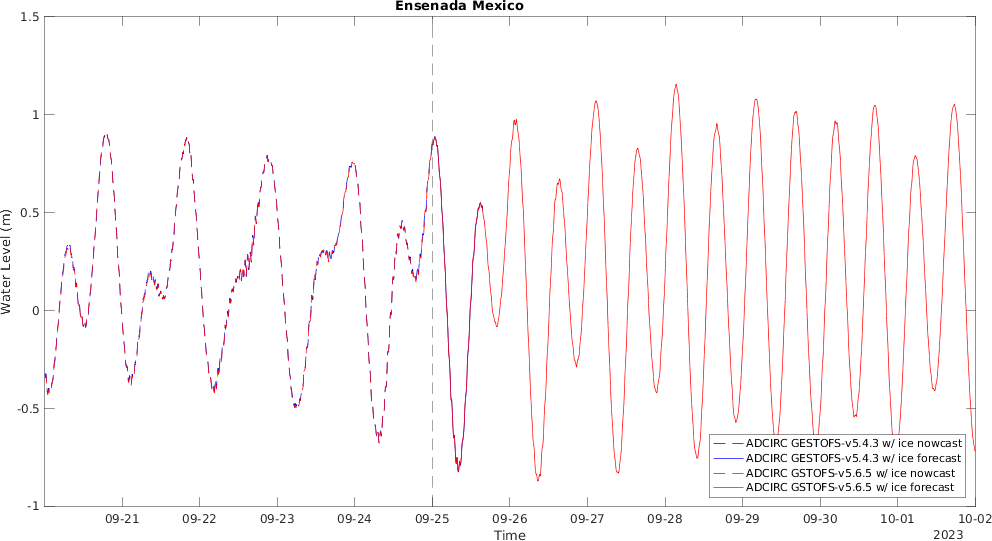 Ensenada Mexico
1.5
1
0.5
0
-0.5
-1
Water Level (m)
ADCIRC GESTOFS-v5.4.3 w/ ice nowcast
ADCIRC GESTOFS-v5.4.3 w/ ice forecast
ADCIRC GSTOFS-v5.6.5 w/ ice nowcast
ADCIRC GSTOFS-v5.6.5 w/ ice forecast
09-21 09-22 09-23 09-24 09-25 09-26 09-27 09-28 09-29 09-30 10-01 10-02
Time
2023